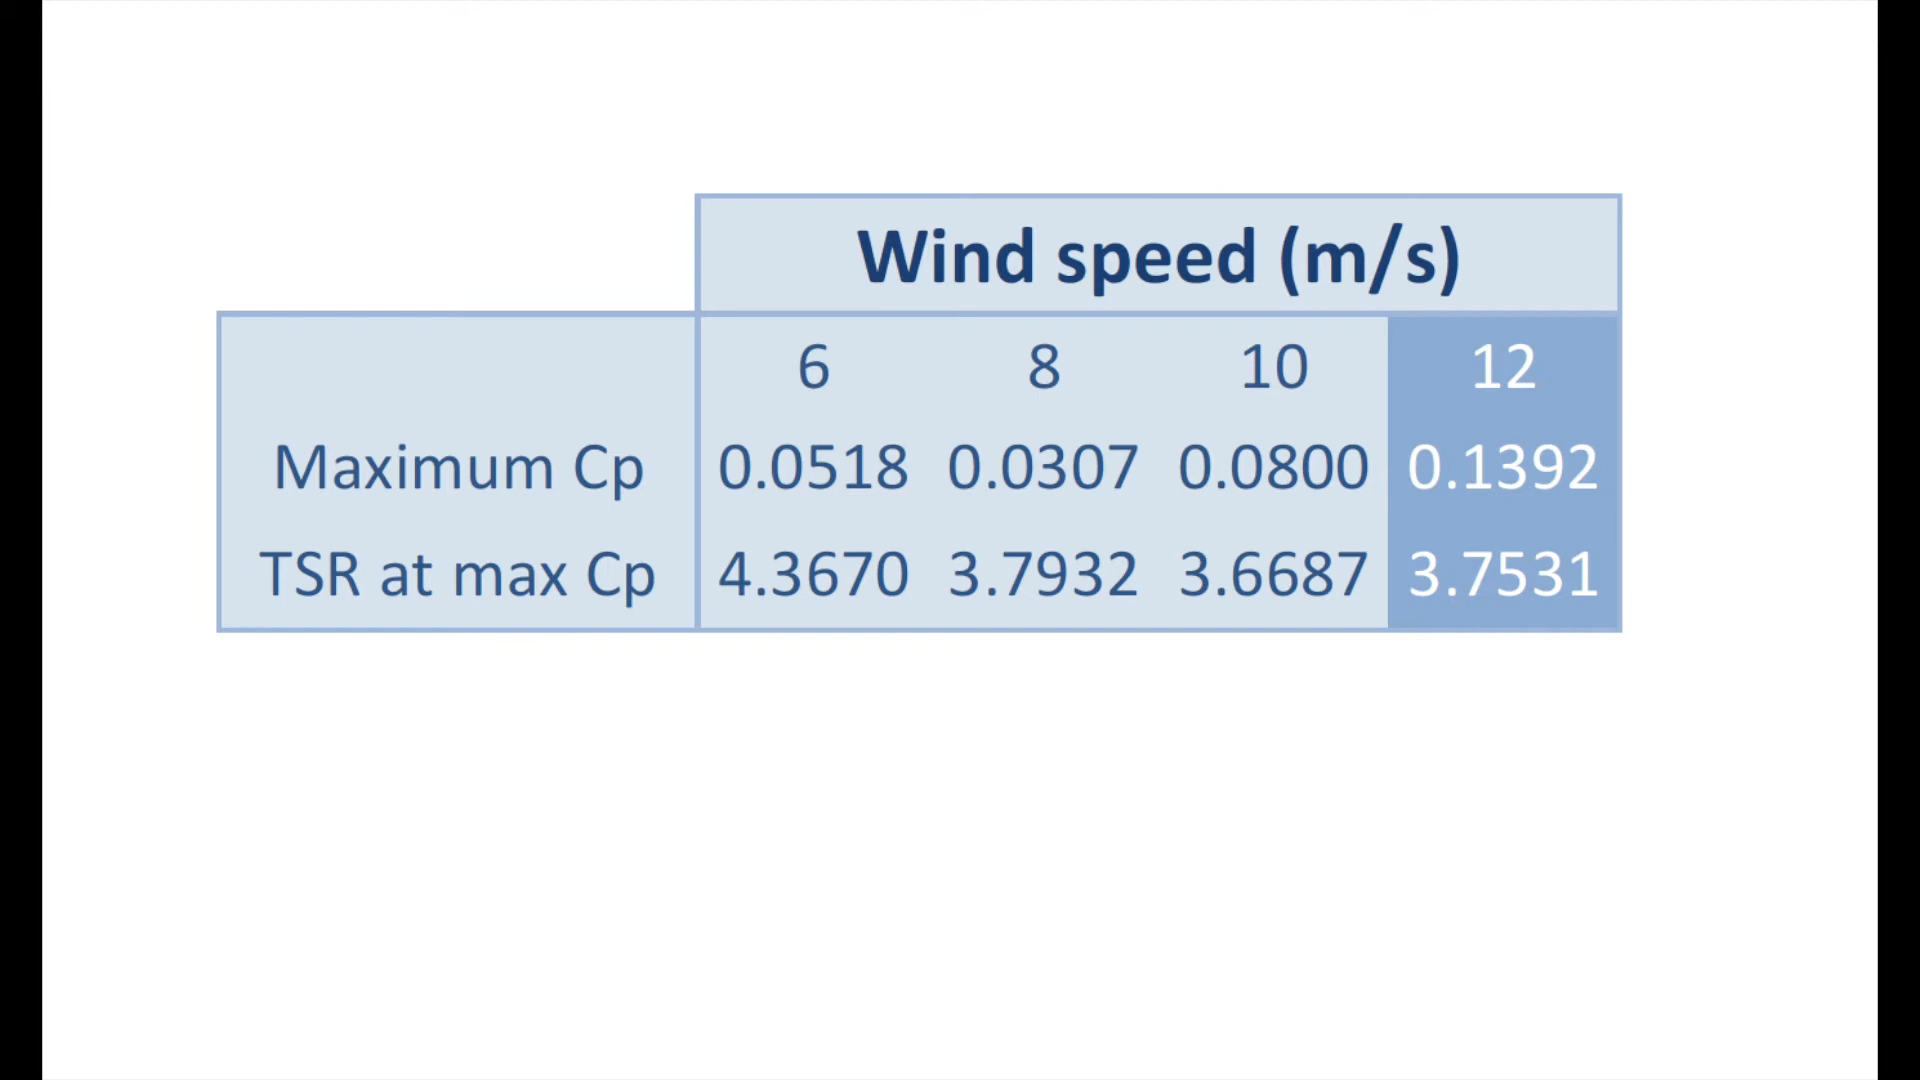 Wind speed (m/s)
6 8 10 12
Maximum Cp 0.0518 0.0307 0.0800 0.1392
TSR at max Cp 4.3670 3.7932 3.6687 3.7531